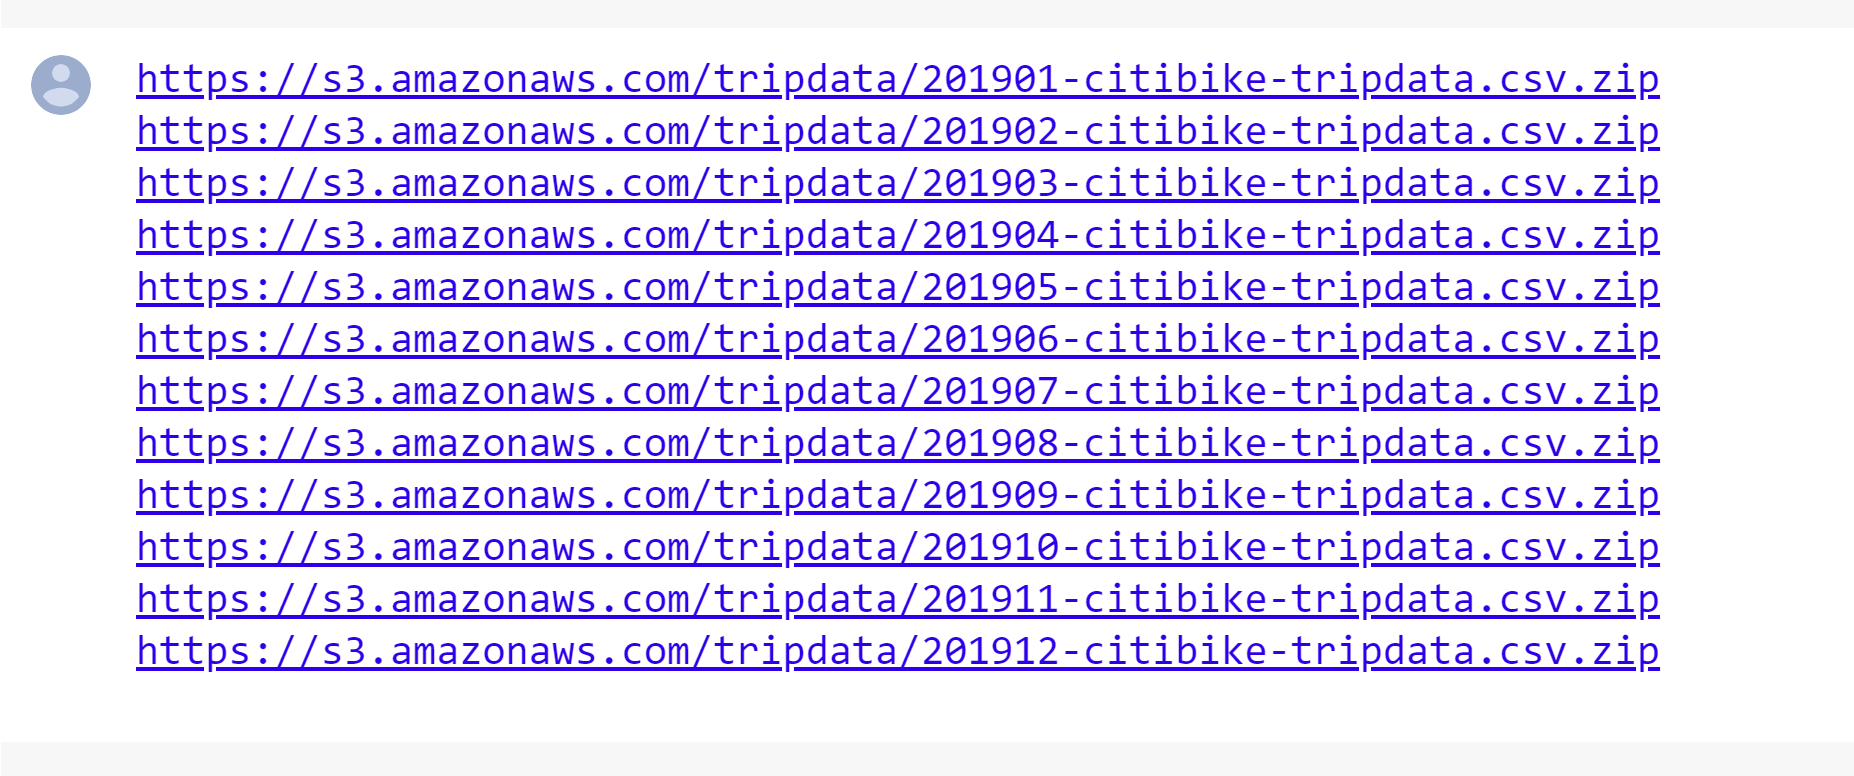 https://s3.amazonaws.com/tripdata/201901-citibike-tripdata.csv.zip
https://s3.amazonaws.com/tripdata/201902-citibike-tripdata.csv.zip
https://s3.amazonaws.com/tripdata/201903-citibike-tripdata.csv.zip
https://s3.amazonaws.com/tripdata/201904-citibike-tripdata.csv.zip
https://s3.amazonaws.com/tripdata/201905-citibike-tripdata.csv.zip
https://s3.amazonaws.com/tripdata/201906-citibike-tripdata.csv.zip
https://s3.amazonaws.com/tripdata/201907-citibike-tripdata.csv.zip
https://s3.amazonaws.com/tripdata/201908-citibike-tripdata.csv.zip
https://s3.amazonaws.com/tripdata/201909-citibike-tripdata.csv.zip
https://s3.amazonaws.com/tripdata/201910-citibike-tripdata.csv.zip
https://s3.amazonaws.com/tripdata/201911-citibike-tripdata.csv.zip
https://s3.amazonaws.com/tripdata/201912-citibike-tripdata.csv.zip